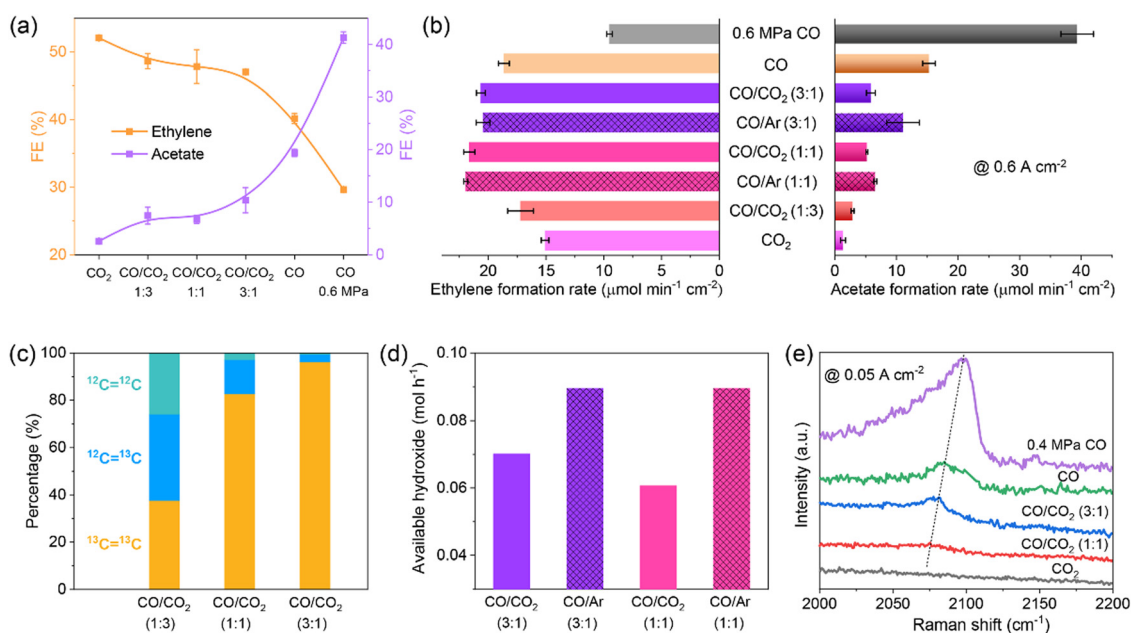 (a)
FE (%)
50
40
30
20
Ethylene
Acetate
40
30
20
10
0
FE (%)
CO₂ CO/CO₂ CO/CO₂ CO/CO₂ CO CO
1:3 1:1 3:1 0.6 MPa
(b)
0.6 MPa CO
CO
CO/CO₂ (3:1)
CO/Ar (3:1)
CO/CO₂ (1:1)
CO/Ar (1:1)
CO/CO₂ (1:3)
CO₂
@ 0.6 A cm⁻²
20 15 10 5 0
Ethylene formation rate (μmol min⁻¹ cm⁻²)
0 10 20 30 40
Acetate formation rate (μmol min⁻¹ cm⁻²)
(c)
Percentage (%)
100
80
60
40
20
0
¹²C=¹²C
¹²C=¹³C
¹³C=¹³C
CO/CO₂ CO/CO₂ CO/CO₂
(1:3) (1:1) (3:1)
(d)
Available hydroxide (mol h⁻¹)
0.10
0.08
0.06
0.04
CO/CO₂ CO/Ar CO/CO₂ CO/Ar
(3:1) (3:1) (1:1) (1:1)
(e)
@ 0.05 A cm⁻²
Intensity (a.u.)
0.4 MPa CO
CO
CO/CO₂ (3:1)
CO/CO₂ (1:1)
CO₂
2000 2050 2100 2150 2200
Raman shift (cm⁻¹)